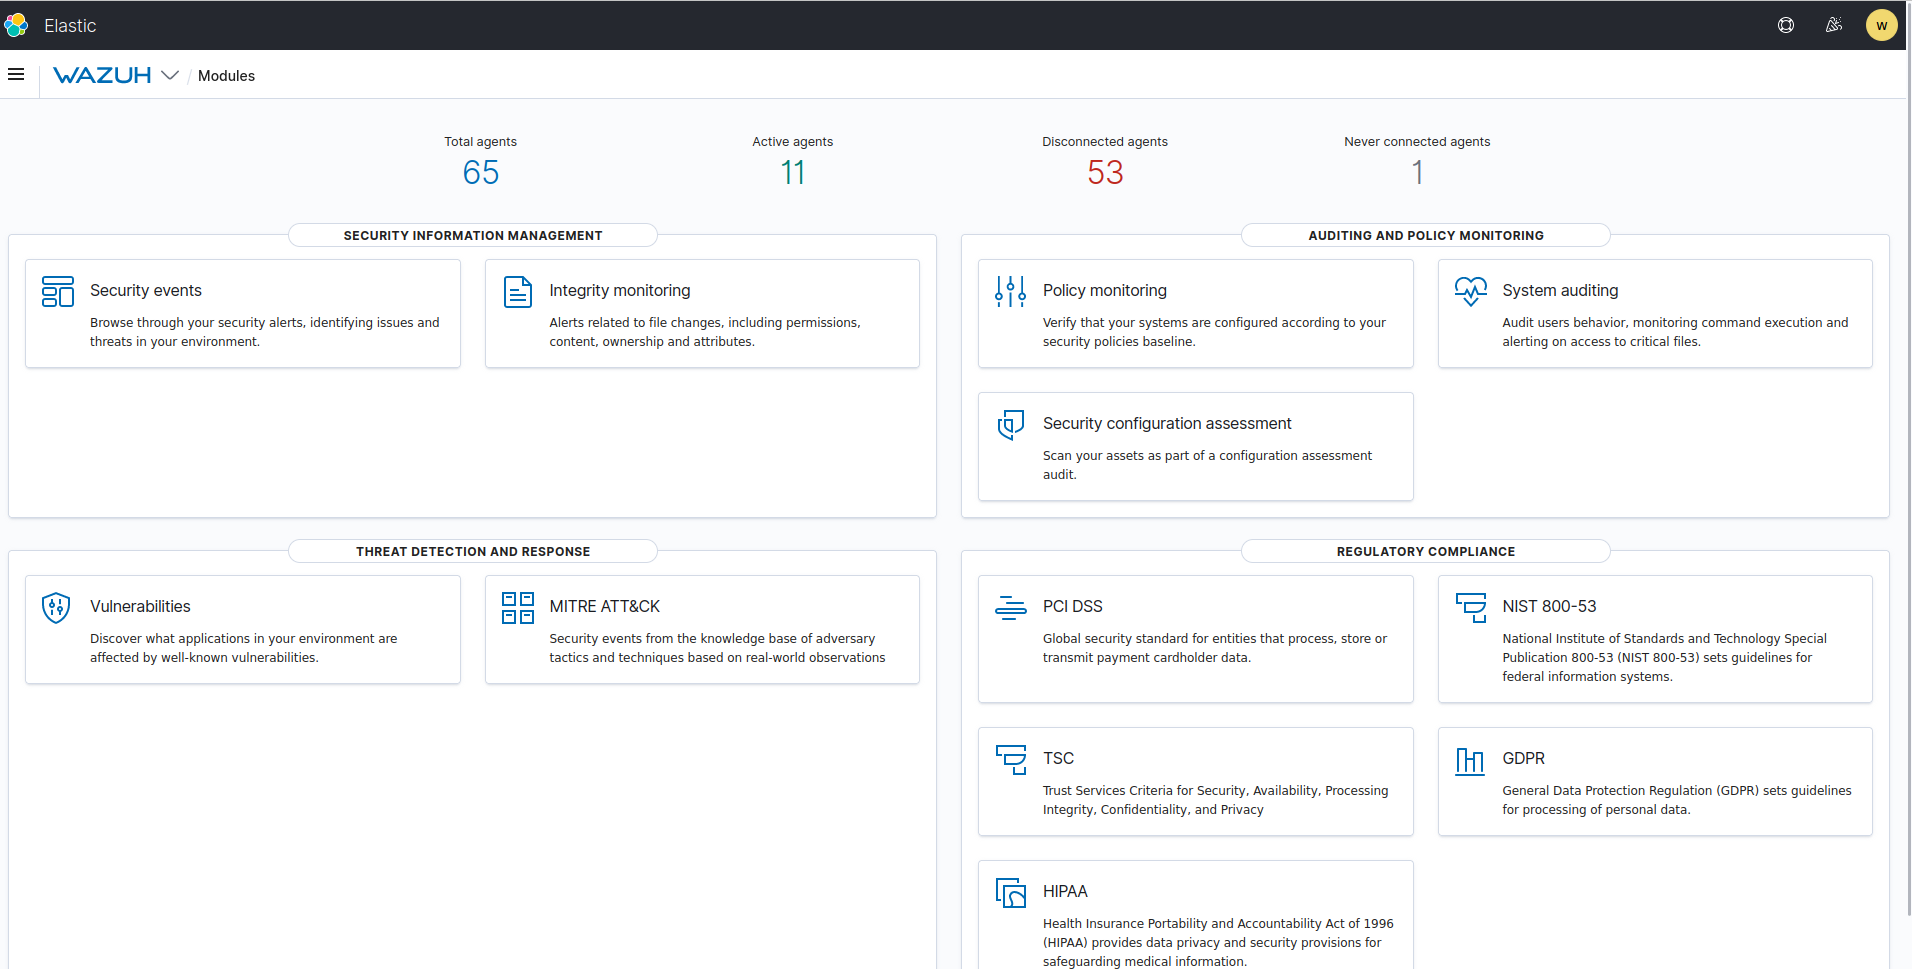 Elastic
W
WAZUH / Modules
Total agents
65
Active agents
11
Disconnected agents
53
Never connected agents
1
SECURITY INFORMATION MANAGEMENT
Security events
Browse through your security alerts, identifying issues and
threats in your environment.
Integrity monitoring
Alerts related to file changes, including permissions,
content, ownership and attributes.
AUDITING AND POLICY MONITORING
Policy monitoring
Verify that your systems are configured according to your
security policies baseline.
System auditing
Audit users behavior, monitoring command execution and
alerting on access to critical files.
Security configuration assessment
Scan your assets as part of a configuration assessment
audit.
THREAT DETECTION AND RESPONSE
Vulnerabilities
Discover what applications in your environment are
affected by well-known vulnerabilities.
MITRE ATT&CK
Security events from the knowledge base of adversary
tactics and techniques based on real-world observations
REGULATORY COMPLIANCE
PCI DSS
Global security standard for entities that process, store or
transmit payment cardholder data.
NIST 800-53
National Institute of Standards and Technology Special
Publication 800-53 (NIST 800-53) sets guidelines for
federal information systems.
TSC
Trust Services Criteria for Security, Availability, Processing
Integrity, Confidentiality, and Privacy
GDPR
General Data Protection Regulation (GDPR) sets guidelines
for processing of personal data.
HIPAA
Health Insurance Portability and Accountability Act of 1996
(HIPAA) provides data privacy and security provisions for
safeguarding medical information.